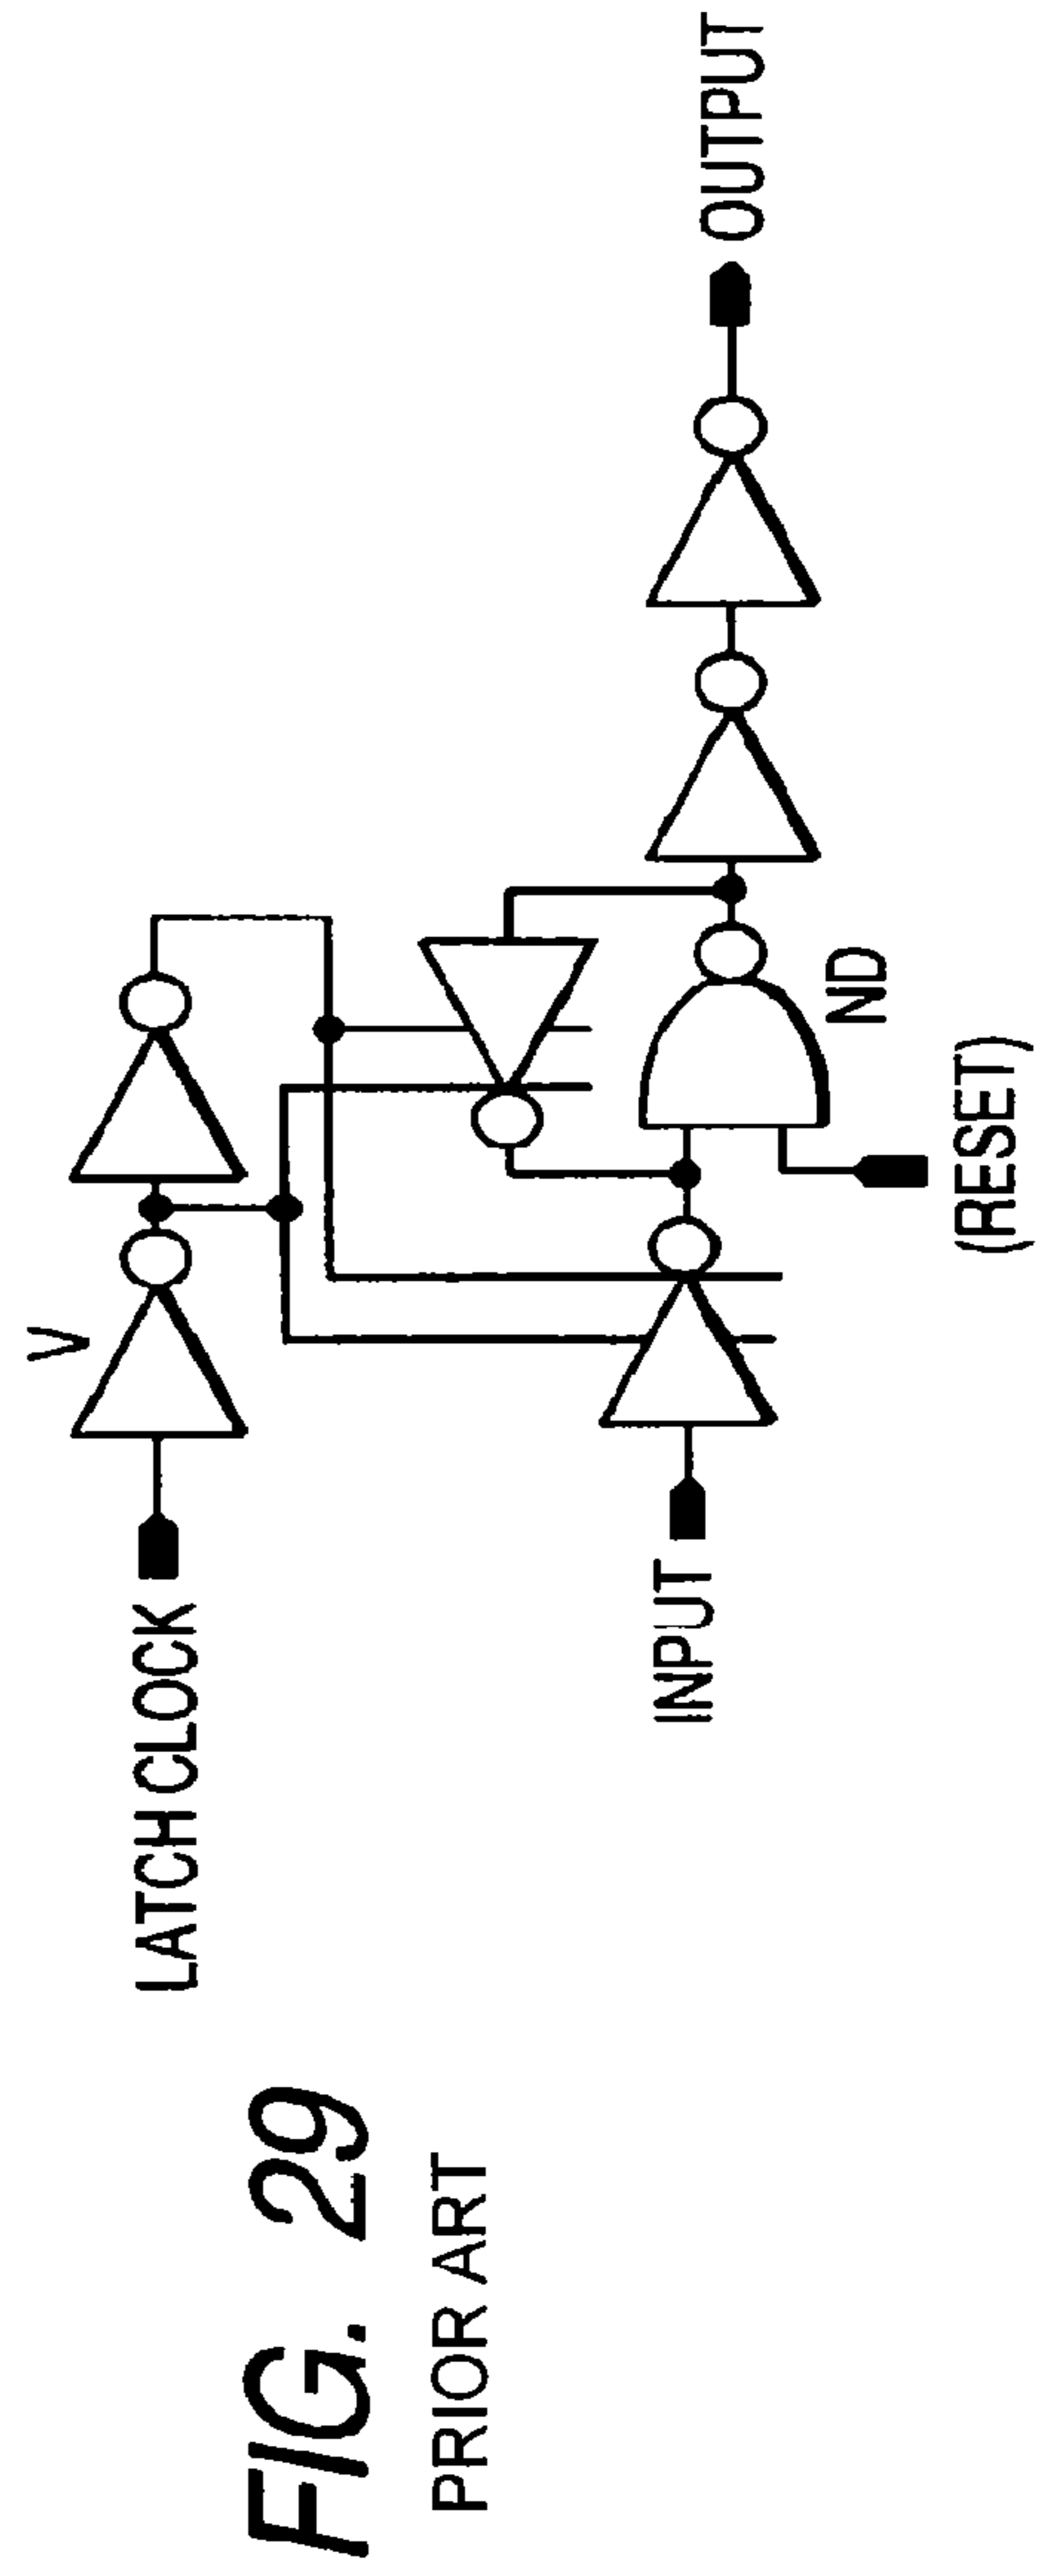 FIG. 29
PRIOR ART
LATCH CLOCK
V
INPUT
(RESET)
ND
OUTPUT